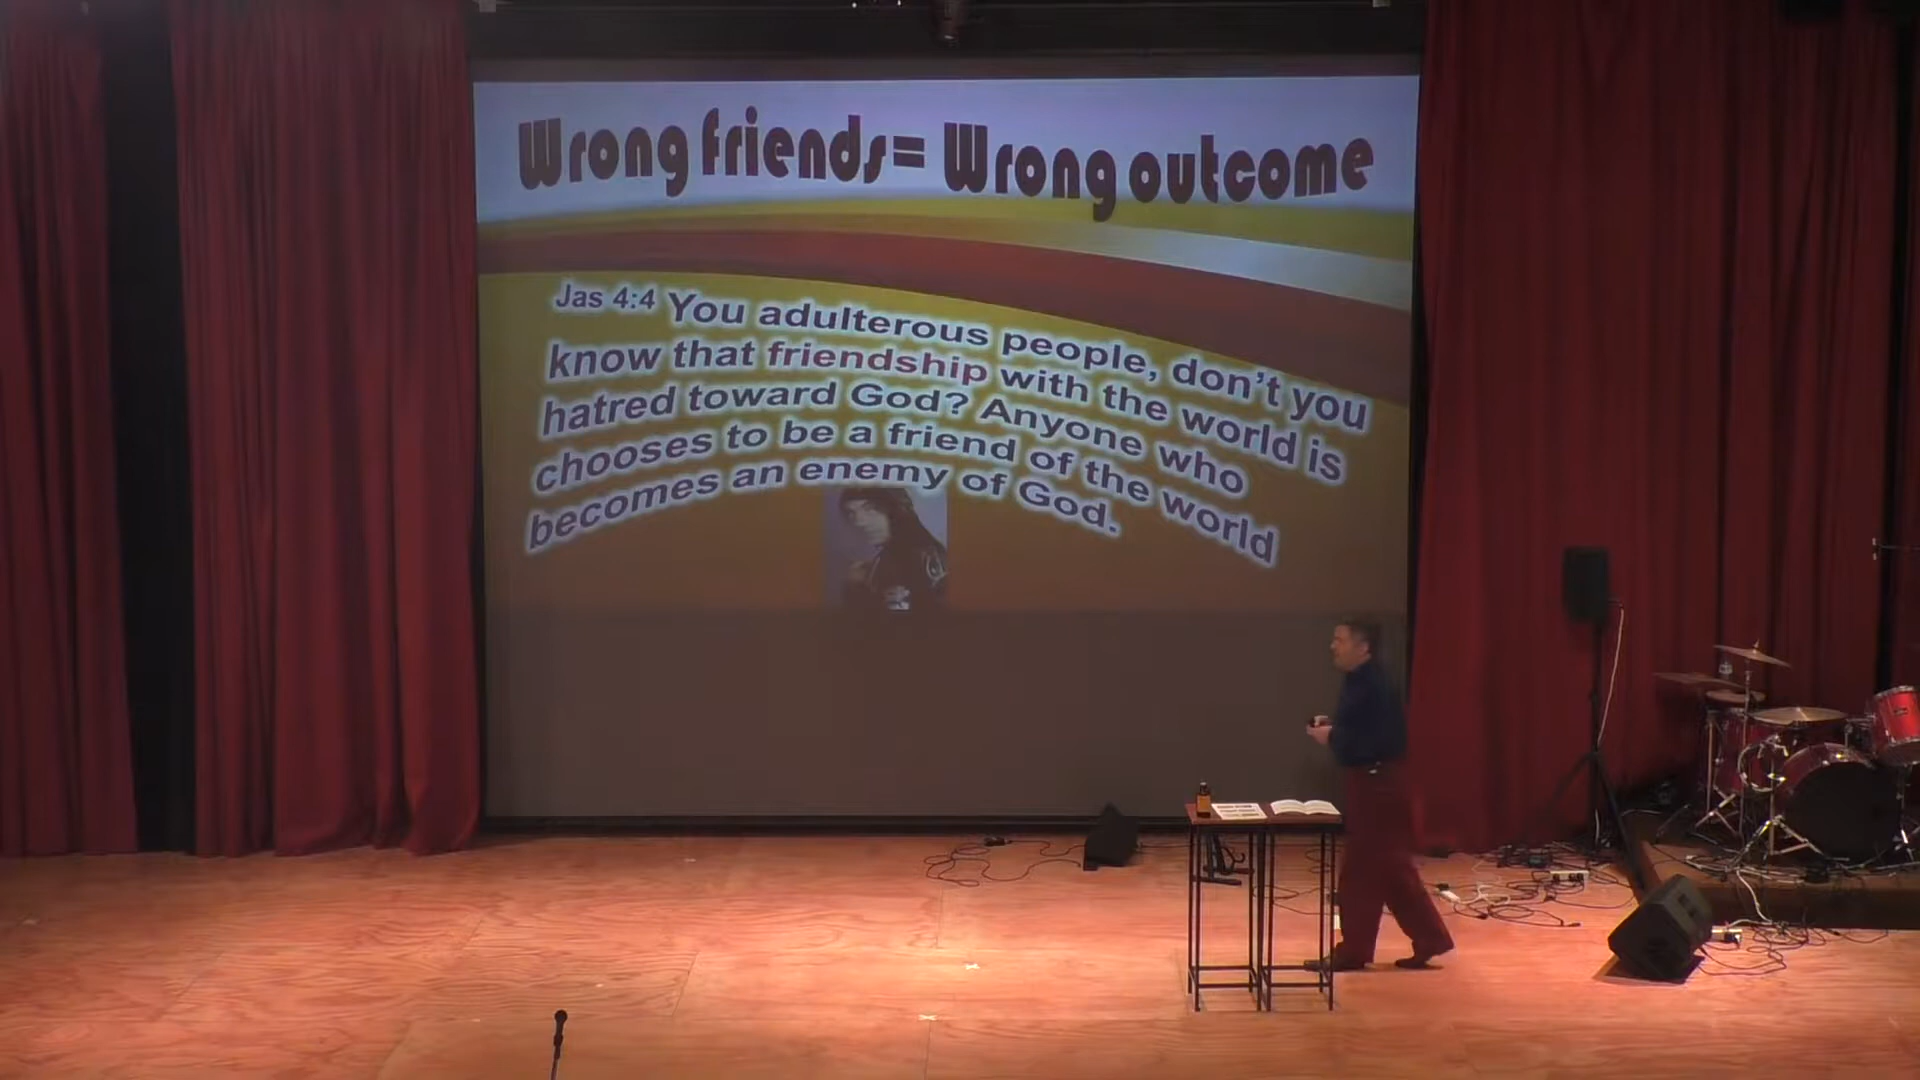 Wrong friends= Wrong outcome
Jas 4:4 You adulterous people, don't you
know that friendship with the world is
hatred toward God? Anyone who
chooses to be a friend of the world
becomes an enemy of God.